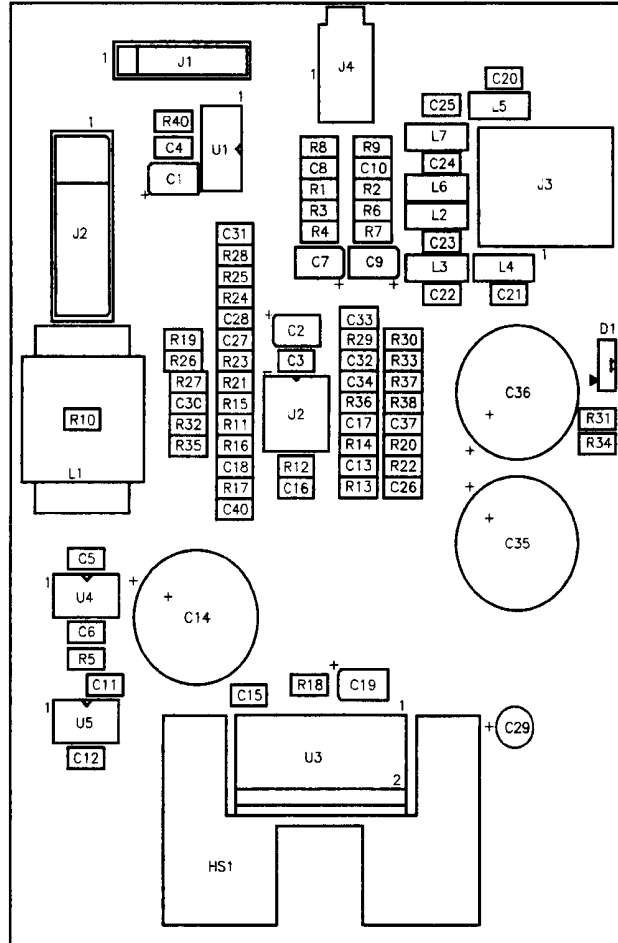 1 J1
J4
1
C20
R40
1
C25 L5
1
C4 U1
R8 R9
L7
C1
C8 C10
C24
J3
+
R1 R2
L6
J2
R3 R6
L2
C31
R4 R7
C23
R28
1
C7 C9
L3 L4
R25
+ +
C22 C21
R24
+
C28
C33
D1
R19 C27 C2 R29 R30
R26 R23 C3 C32 R33
R27 R21 - C34 R37
C36
C30 R15 R36 R38
R10
R32 R11 J2 C17 C37
+
R31
R35 R16 R14 R20
+
R34
L1
C18 R12 C13 R22
R17 C16 R13 C26
+ +
C40
C35
C5
1 U4
+ +
C14
C6
R5
+
C11
C15 R18 C19
1 U5
1
+ C29
C12
U3
2
HS1